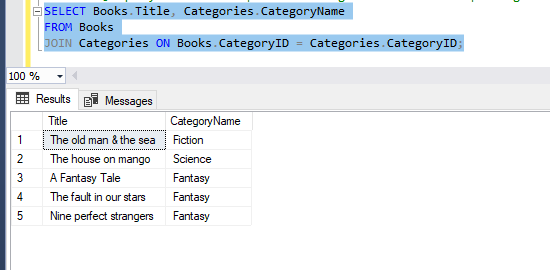 SELECT Books.Title, Categories.CategoryName
FROM Books
JOIN Categories ON Books.CategoryID = Categories.CategoryID;
100 %
Results Messages
Title CategoryName
1 The old man & the sea Fiction
2 The house on mango Science
3 A Fantasy Tale Fantasy
4 The fault in our stars Fantasy
5 Nine perfect strangers Fantasy